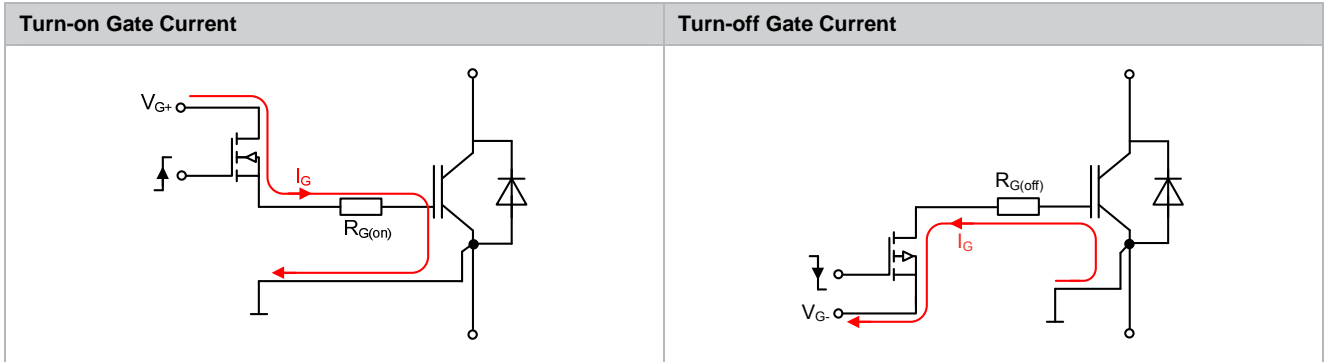 Turn-on Gate Current
Turn-off Gate Current
VG+
IG
RG(on)
RG(off)
IG
VG-